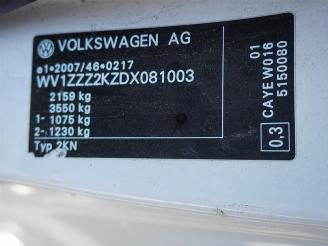 VOLKSWAGEN AG
e1*2007/46*0217
WV1ZZZ2KZDX081003
2159 kg
3550 kg
1- 1075 kg
2- 1230 kg
Typ 2KN
CAYE W016 01
5150080
0,3